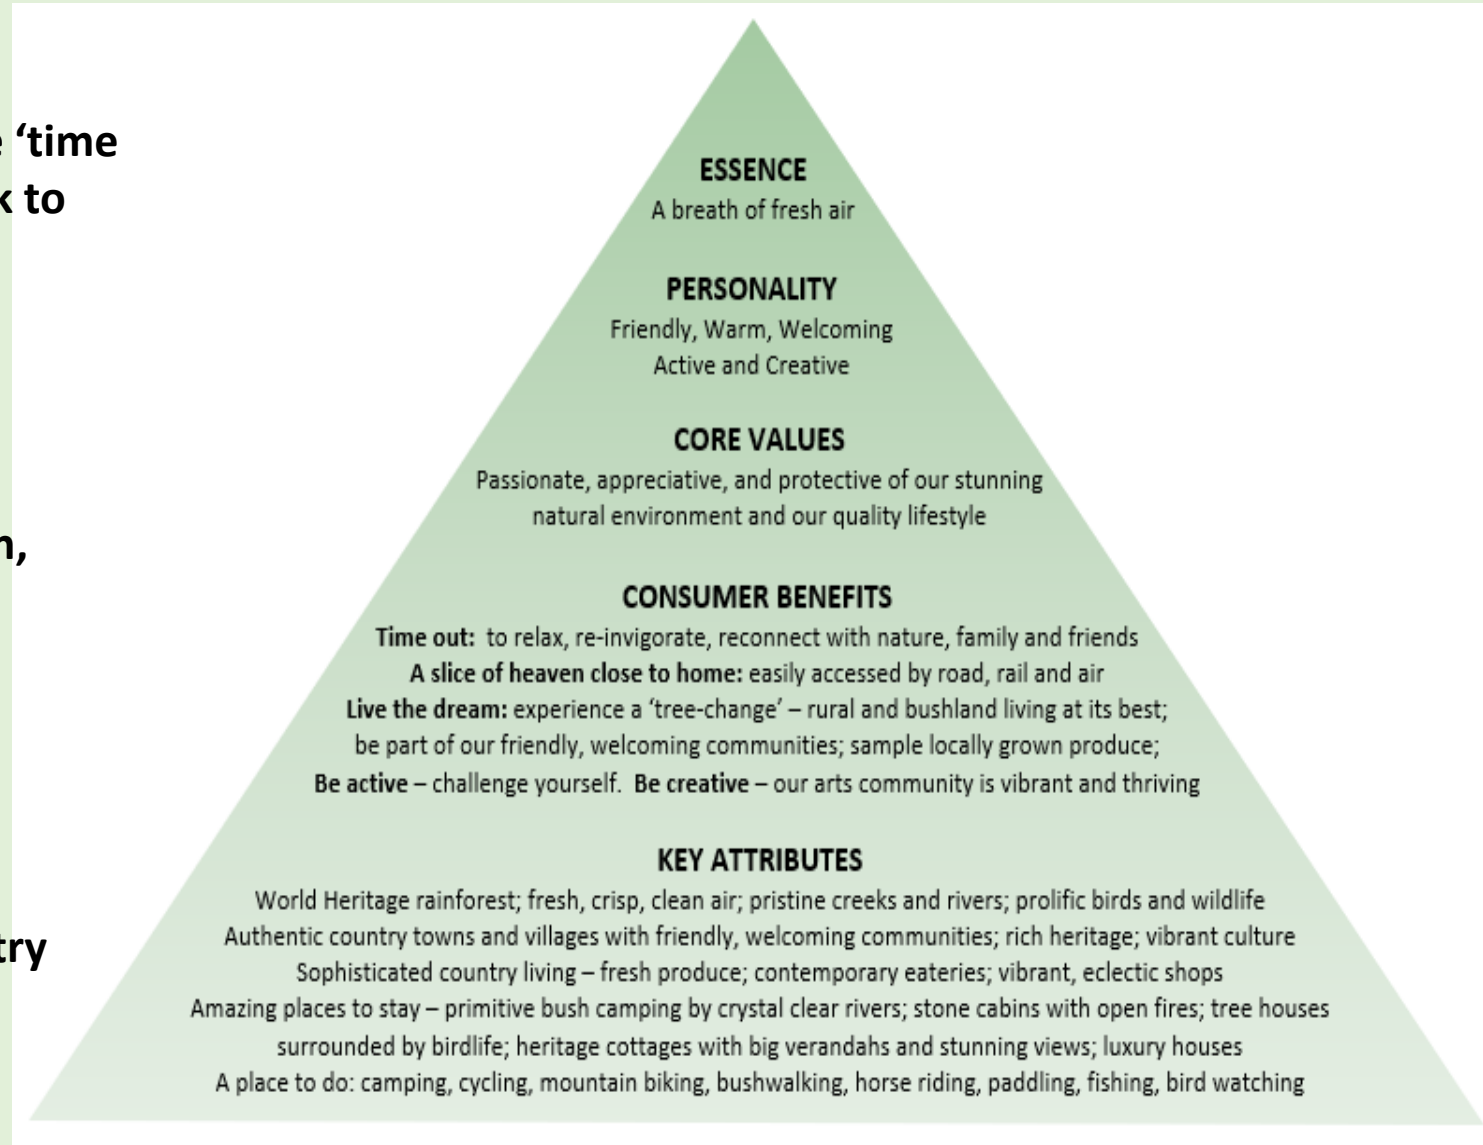 ‘time
k to
n,
try
ESSENCE
A breath of fresh air
PERSONALITY
Friendly, Warm, Welcoming
Active and Creative
CORE VALUES
Passionate, appreciative, and protective of our stunning
natural environment and our quality lifestyle
CONSUMER BENEFITS
Time out:  to relax, re-invigorate, reconnect with nature, family and friends
A slice of heaven close to home: easily accessed by road, rail and air
Live the dream: experience a ‘tree-change’ – rural and bushland living at its best;
be part of our friendly, welcoming communities; sample locally grown produce;
Be active – challenge yourself.  Be creative – our arts community is vibrant and thriving
KEY ATTRIBUTES
World Heritage rainforest; fresh, crisp, clean air; pristine creeks and rivers; prolific birds and wildlife
Authentic country towns and villages with friendly, welcoming communities; rich heritage; vibrant culture
Sophisticated country living – fresh produce; contemporary eateries; vibrant, eclectic shops
Amazing places to stay – primitive bush camping by crystal clear rivers; stone cabins with open fires; tree houses
surrounded by birdlife; heritage cottages with big verandahs and stunning views; luxury houses
A place to do: camping, cycling, mountain biking, bushwalking, horse riding, paddling, fishing, bird watching